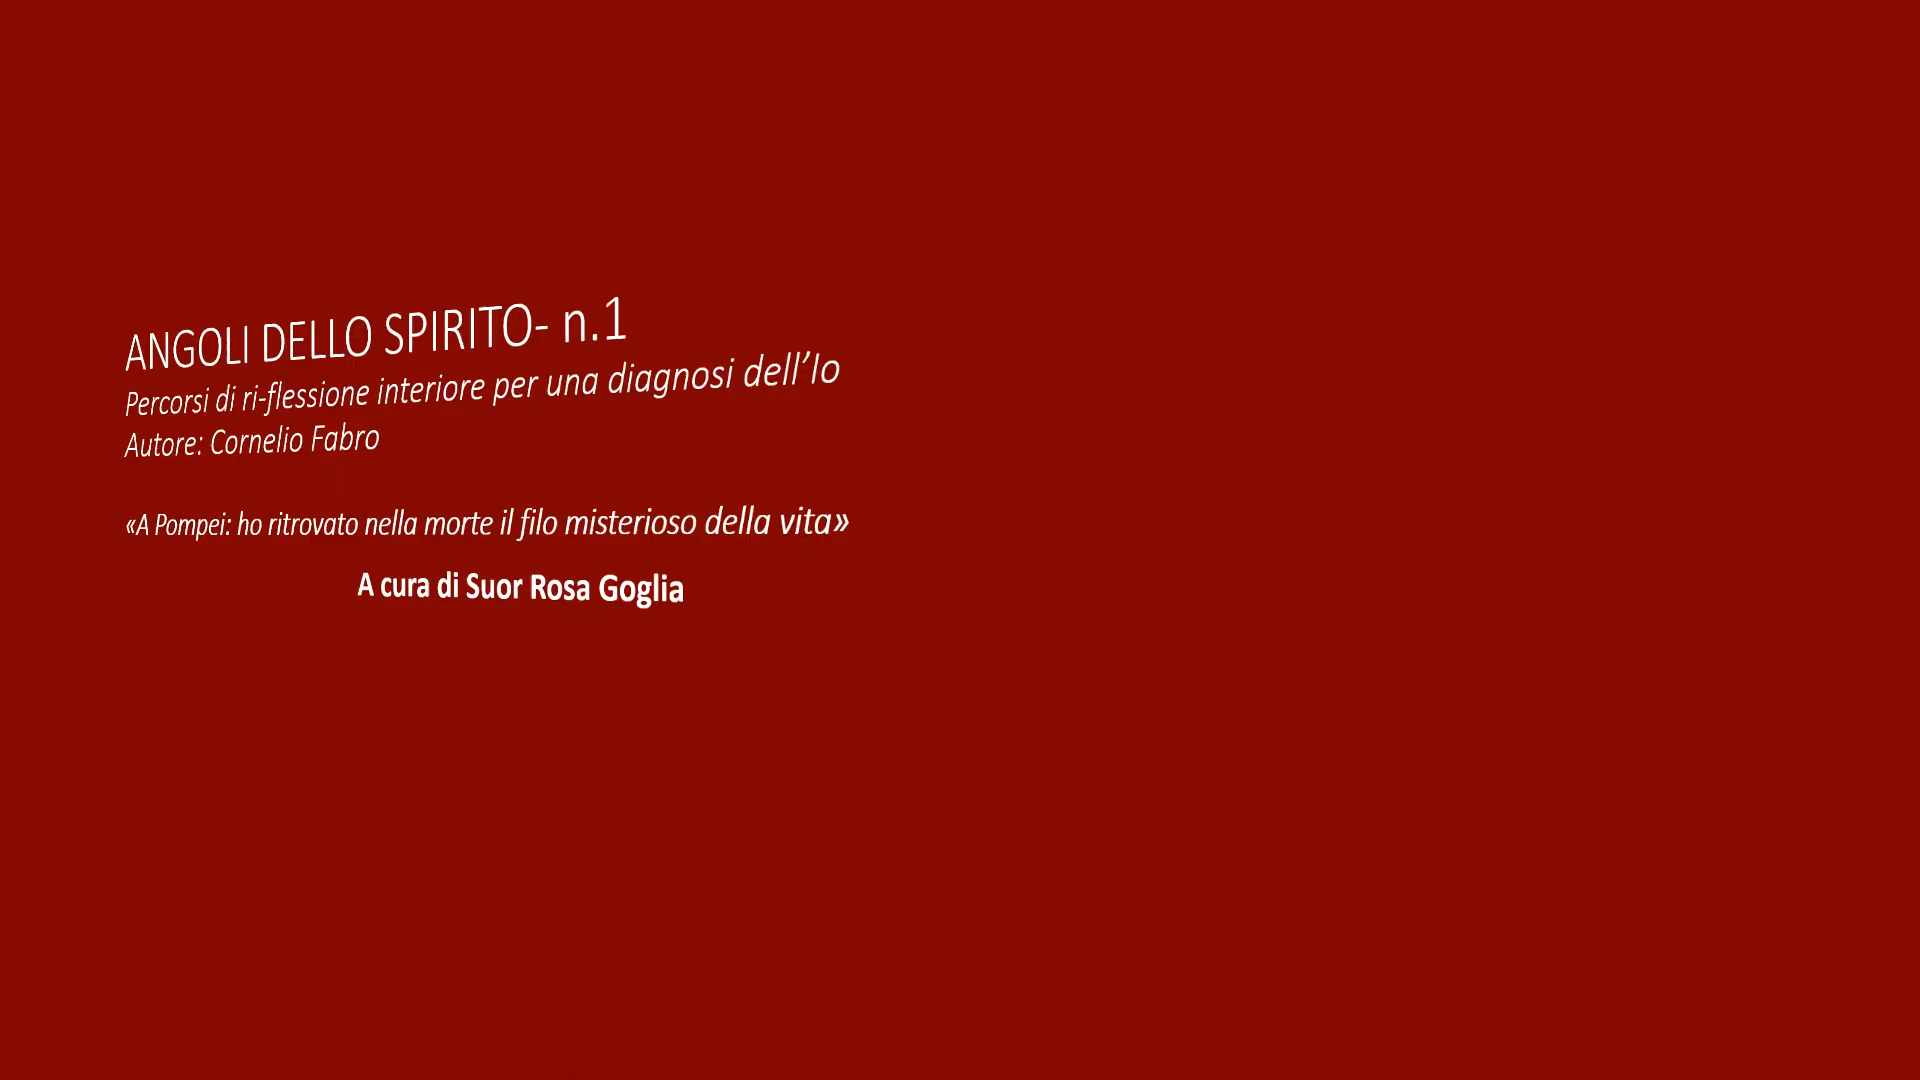 ANGOLI DELLO SPIRITO- n.1
Percorsi di ri-flessione interiore per una diagnosi dell’Io
Autore: Cornelio Fabro
«A Pompei: ho ritrovato nella morte il filo misterioso della vita»
A cura di Suor Rosa Goglia